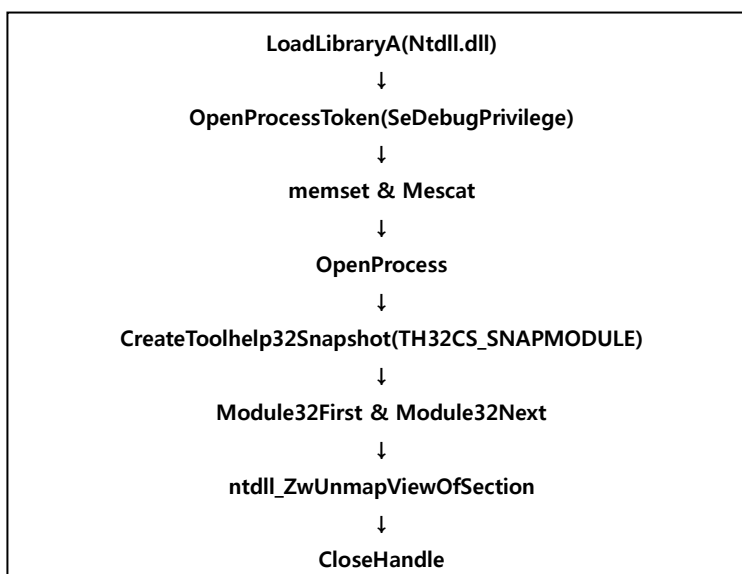 LoadLibraryA(Ntdll.dll)
↓
OpenProcessToken(SeDebugPrivilege)
↓
memset & Mescat
↓
OpenProcess
↓
CreateToolhelp32Snapshot(TH32CS_SNAPMODULE)
↓
Module32First & Module32Next
↓
ntdll_ZwUnmapViewOfSection
↓
CloseHandle